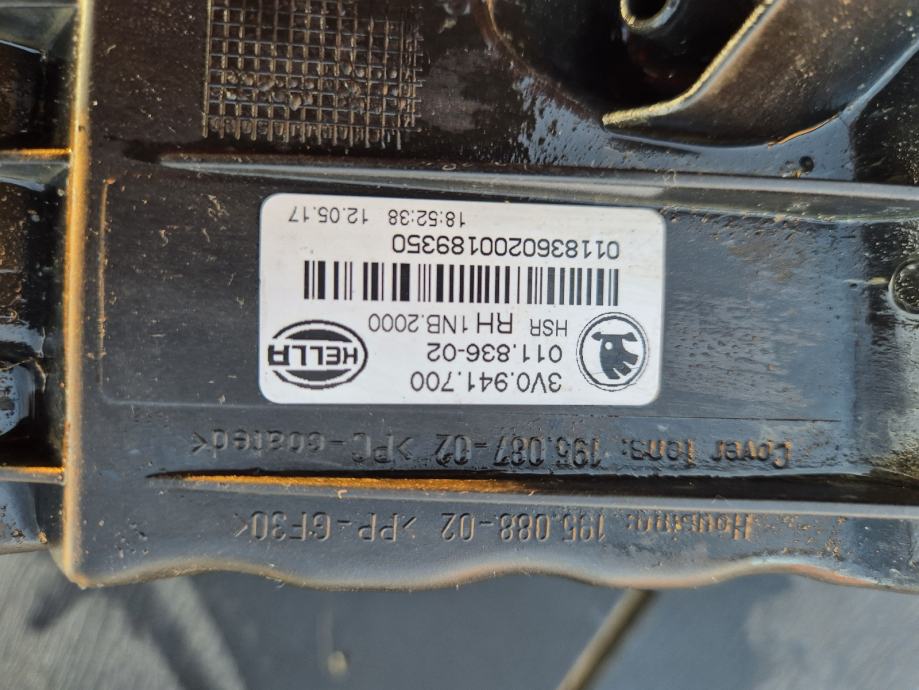 Housing: 195.088.-02 >PP-GF30<
Cover lens: 195.087-02 >PC-coated<
3V0.941.700
011.836-02
HELLA
HSR RH 1NB.2000
0118360200189350
18:52:38 12.05.17